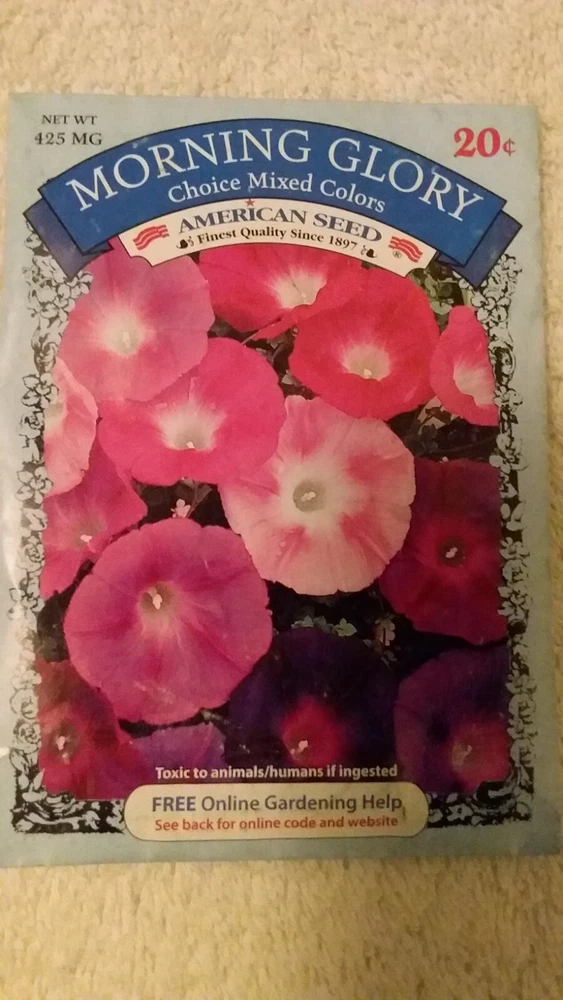 NET WT
425 MG
20¢
MORNING GLORY
Choice Mixed Colors
AMERICAN SEED
Finest Quality Since 1897
®
Toxic to animals/humans if ingested
FREE Online Gardening Help
See back for online code and website